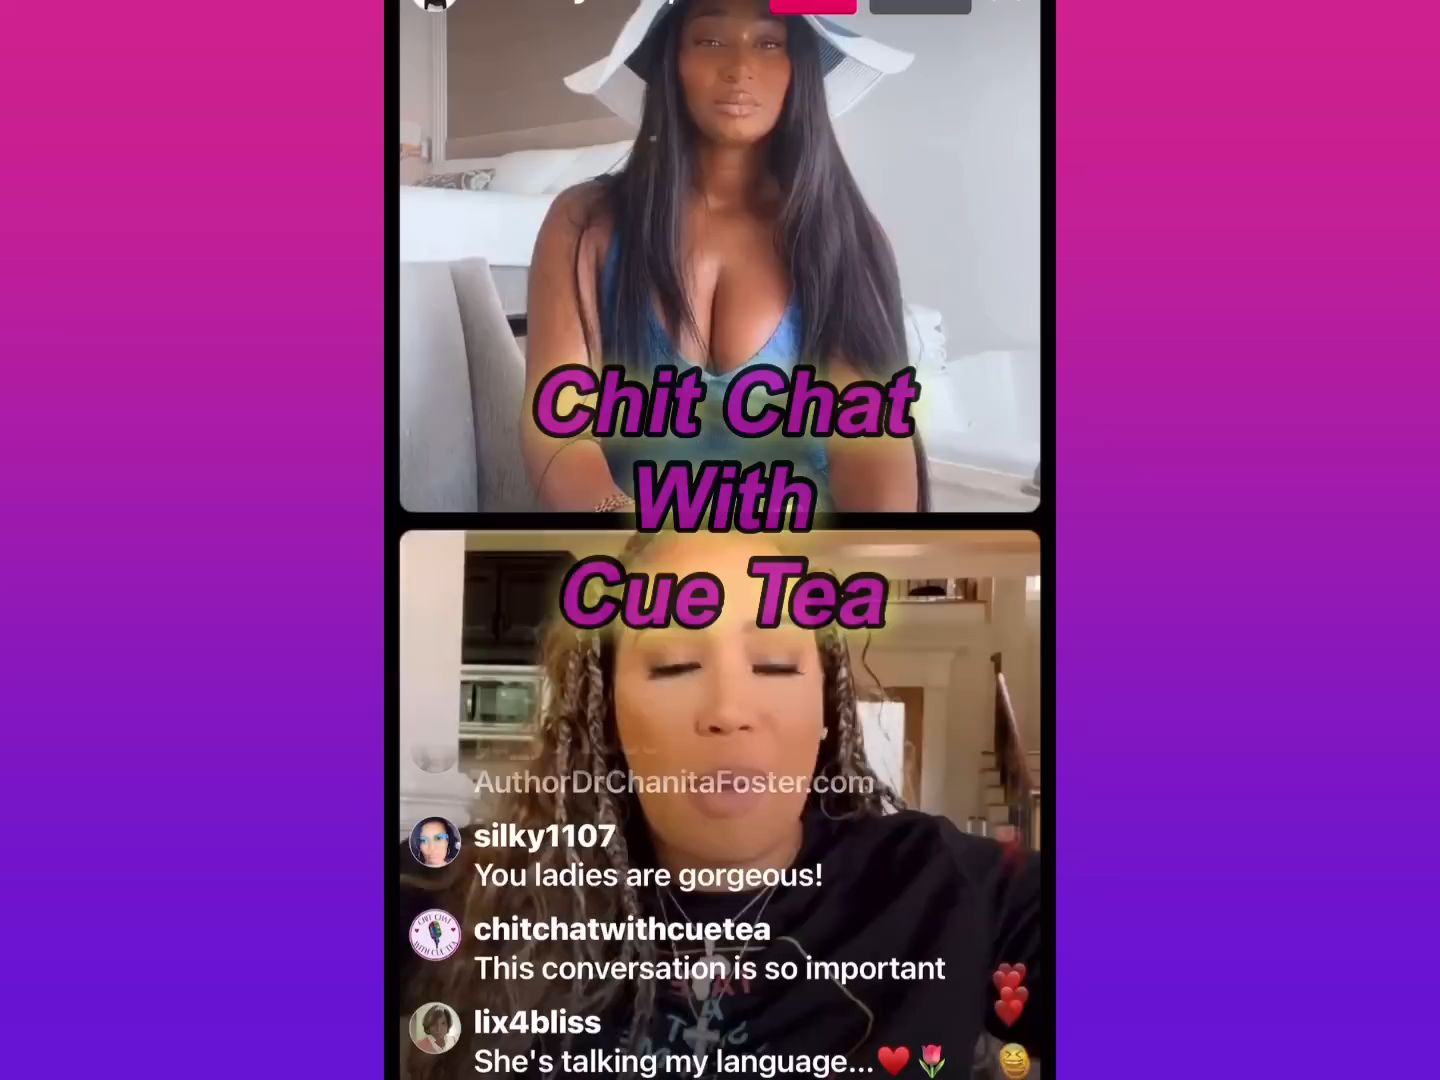 Chit Chat
With
Cue Tea
AuthorDrChanitaFoster.com
silky1107
You ladies are gorgeous!
chitchatwithcuetea
This conversation is so important
lix4bliss
She's talking my language...❤️🌷